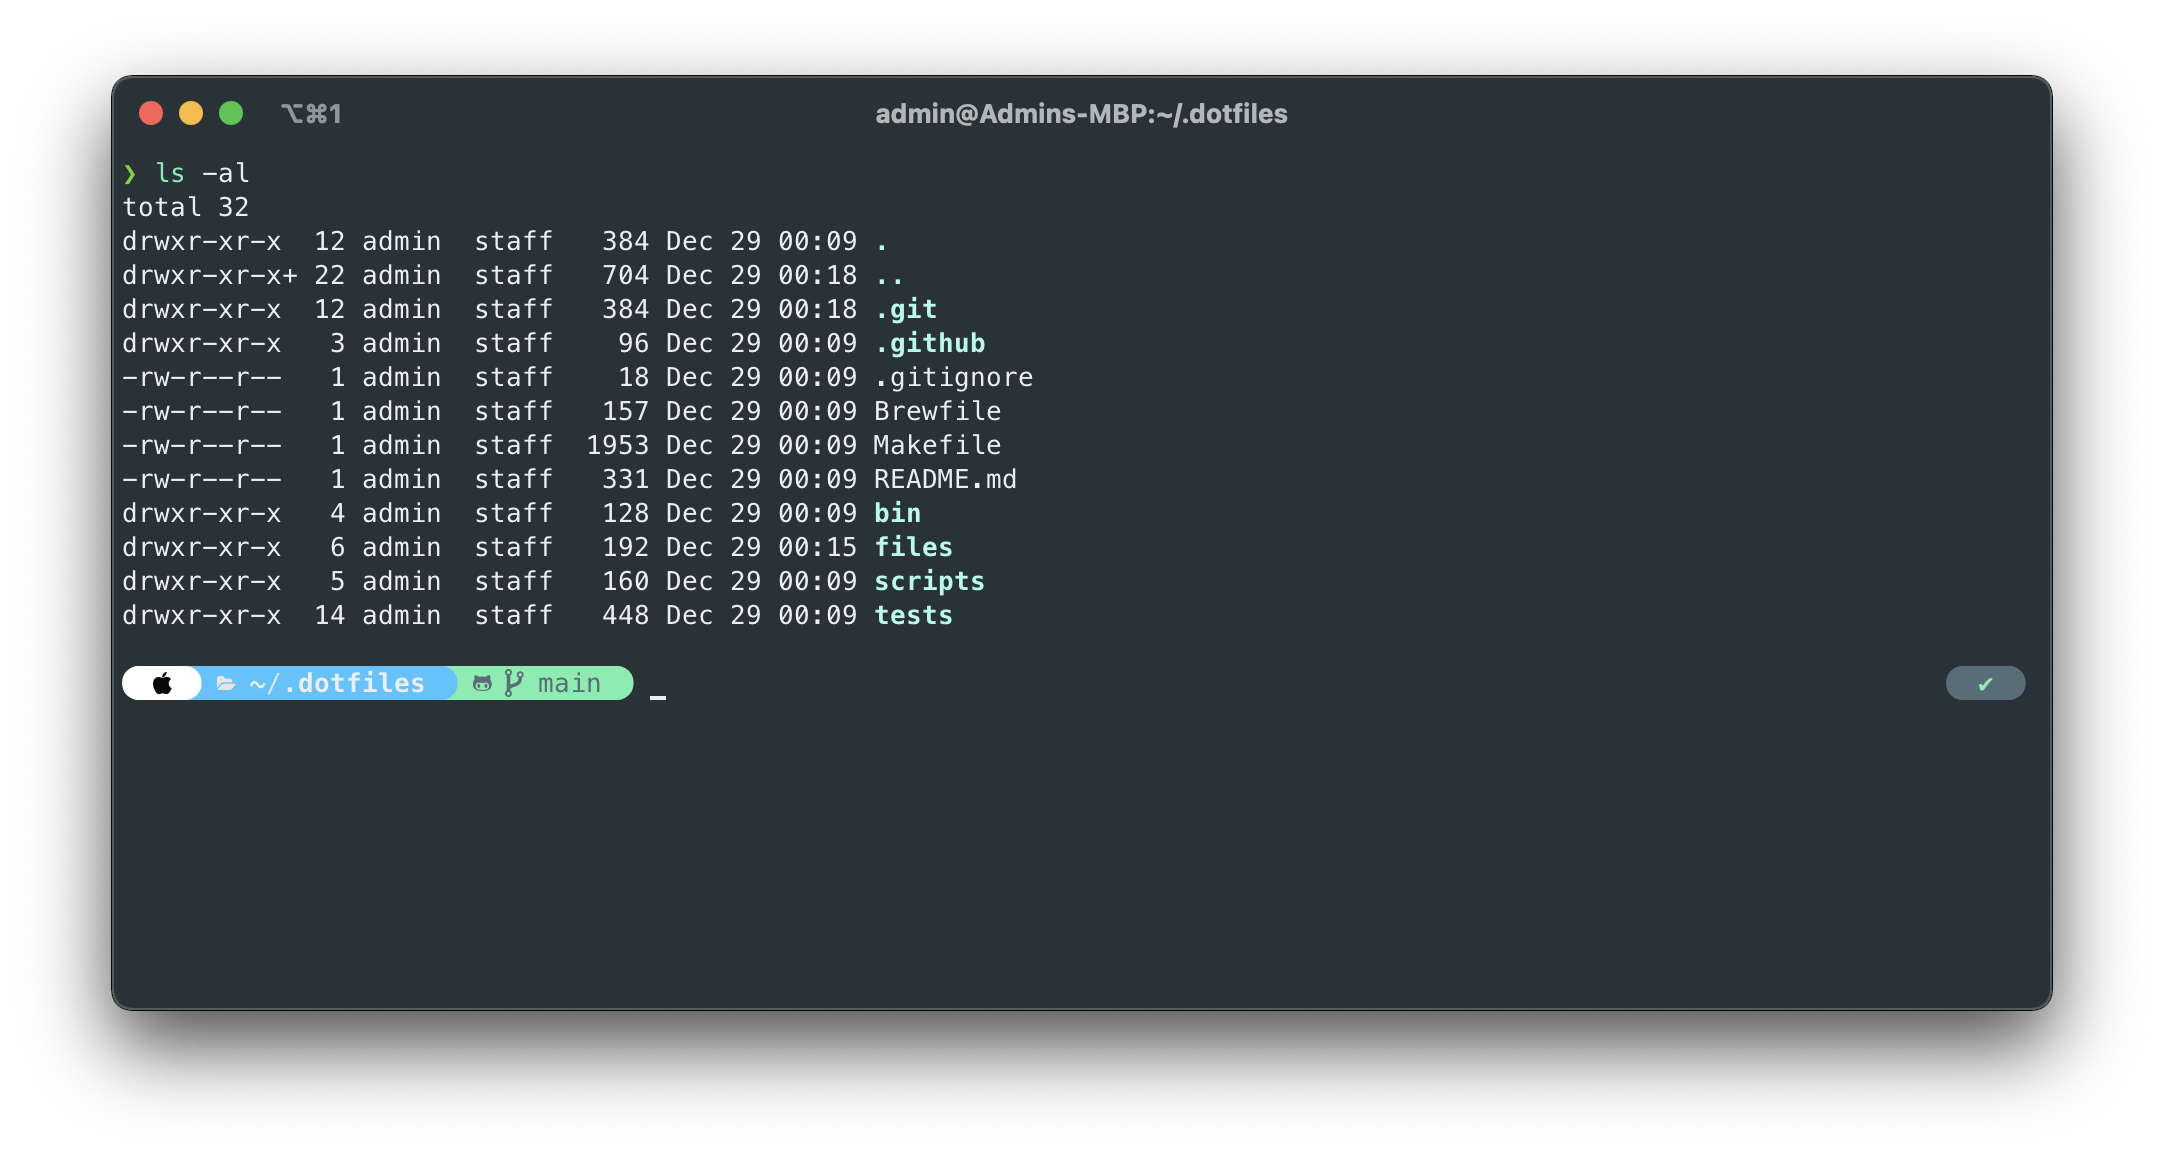 ⌥⌘1
admin@Admins-MBP:~/.dotfiles
❯ ls -al
total 32
drwxr-xr-x  12 admin  staff   384 Dec 29 00:09 .
drwxr-xr-x+ 22 admin  staff   704 Dec 29 00:18 ..
drwxr-xr-x  12 admin  staff   384 Dec 29 00:18 .git
drwxr-xr-x   3 admin  staff    96 Dec 29 00:09 .github
-rw-r--r--   1 admin  staff    18 Dec 29 00:09 .gitignore
-rw-r--r--   1 admin  staff   157 Dec 29 00:09 Brewfile
-rw-r--r--   1 admin  staff  1953 Dec 29 00:09 Makefile
-rw-r--r--   1 admin  staff   331 Dec 29 00:09 README.md
drwxr-xr-x   4 admin  staff   128 Dec 29 00:09 bin
drwxr-xr-x   6 admin  staff   192 Dec 29 00:15 files
drwxr-xr-x   5 admin  staff   160 Dec 29 00:09 scripts
drwxr-xr-x  14 admin  staff   448 Dec 29 00:09 tests
~/.dotfiles main _ ✔